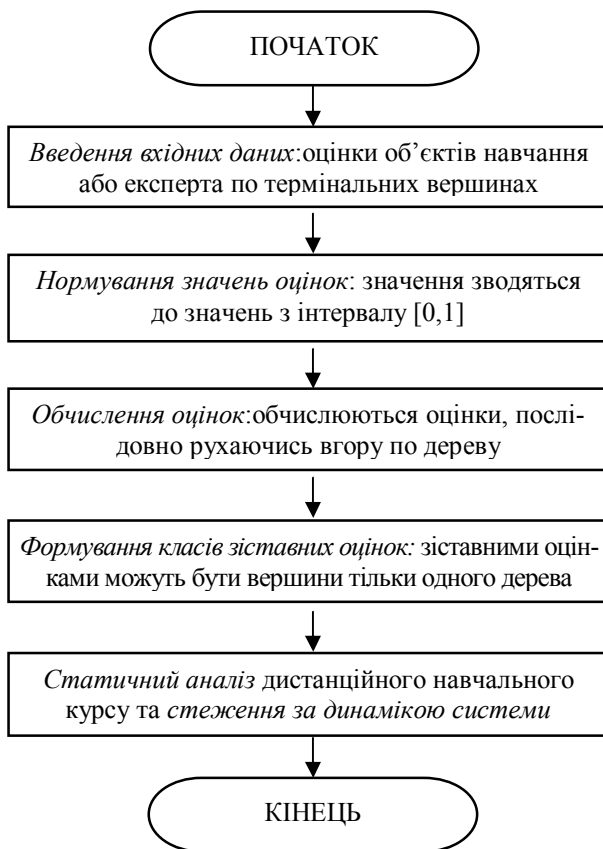 ПОЧАТОК
Введення вхідних даних:оцінки об’єктів навчання
або експерта по термінальних вершинах
Нормування значень оцінок: значення зводяться
до значень з інтервалу [0,1]
Обчислення оцінок:обчислюються оцінки, послі-
довно рухаючись вгору по дереву
Формування класів зіставних оцінок: зіставними оцін-
ками можуть бути вершини тільки одного дерева
Статичний аналіз дистанційного навчального
курсу та стеження за динамікою системи
КІНЕЦЬ